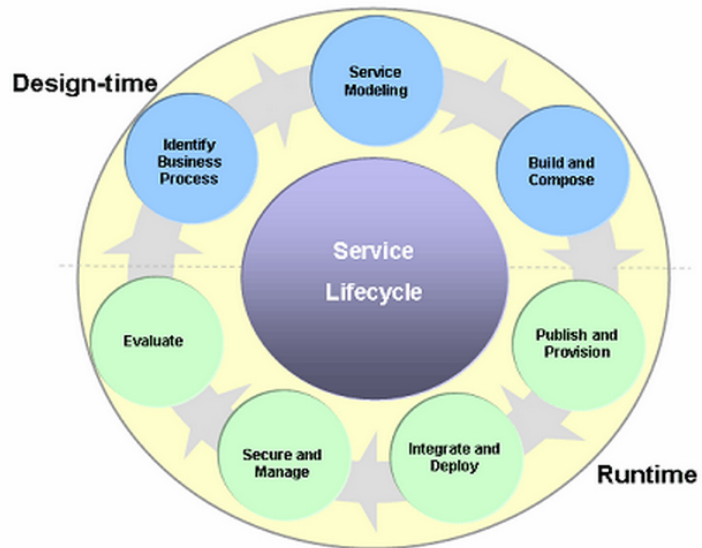 Design-time
Service
Modeling
Identify
Business
Process
Build and
Compose
Service
Lifecycle
Evaluate
Publish and
Provision
Secure and
Manage
Integrate and
Deploy
Runtime